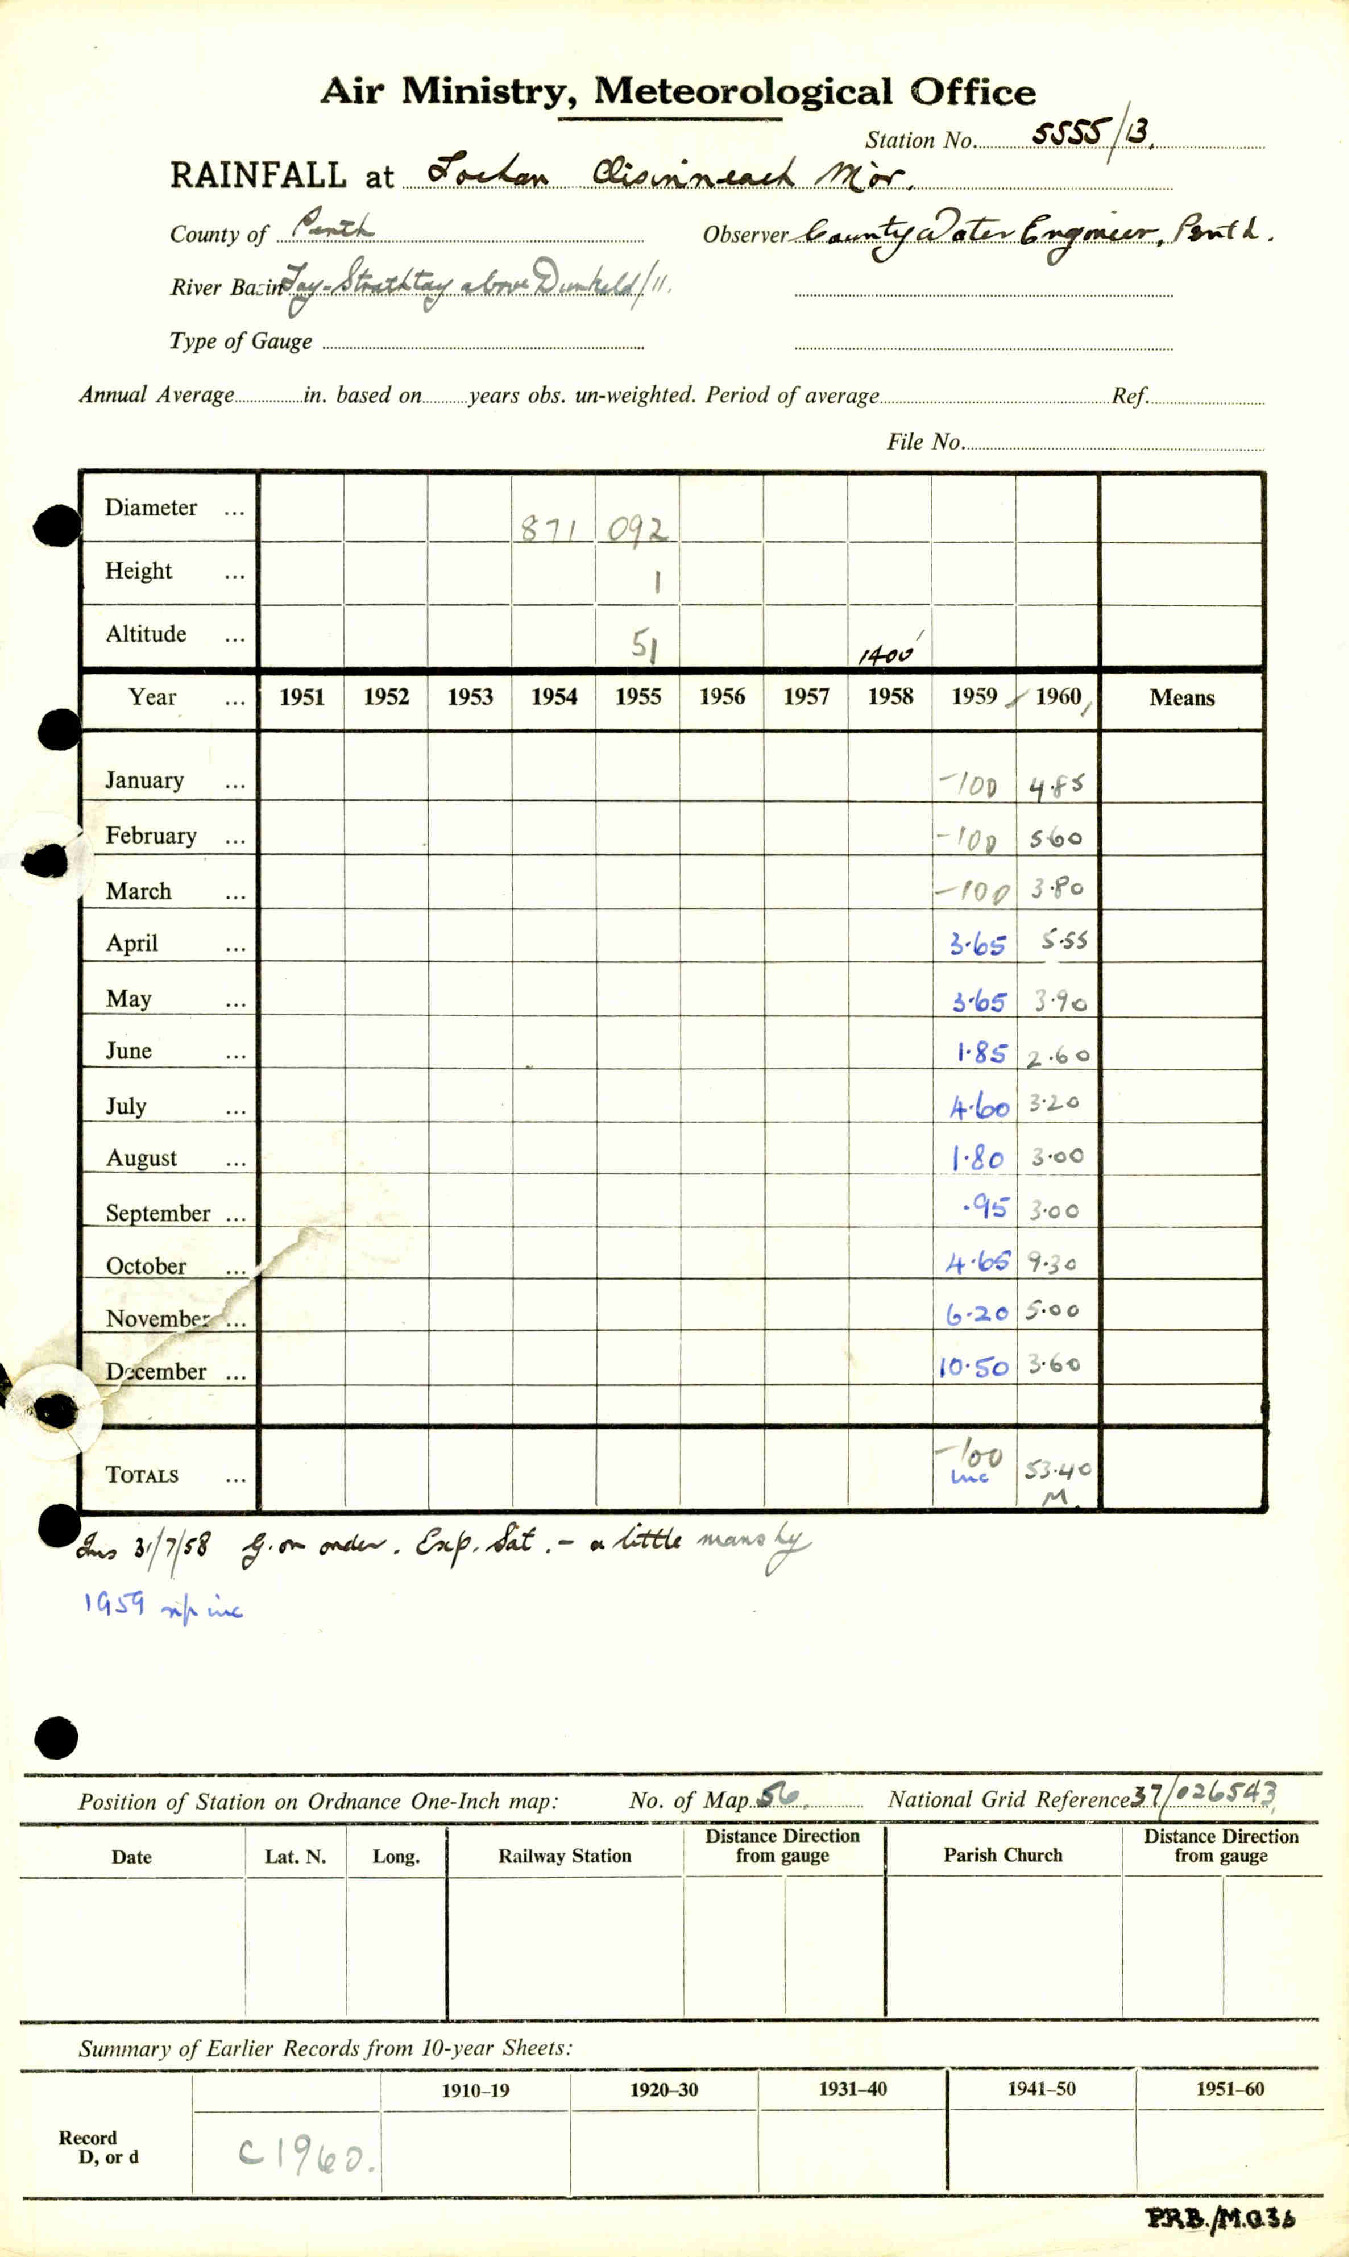 Air Ministry, Meteorological Office
Station No. 5555/13.
RAINFALL at Lochan Oisinneach Mòr.
County of Perth Observer County Water Engineer, Perth.
River Basin Tay-Strathtay above Dunkeld/11.
Type of Gauge
Annual Average in. based on years obs. un-weighted. Period of average Ref.
File No.
Diameter ... 871 092
Height ... 1
Altitude ... 51 1400'
Year ... 1951 1952 1953 1954 1955 1956 1957 1958 1959 1960 Means
January ... -100 4.85
February ... -100 5.60
March ... -100 3.80
April ... 3.65 5.55
May ... 3.65 3.90
June ... 1.85 2.60
July ... 4.60 3.20
August ... 1.80 3.00
September ... .95 3.00
October ... 4.65 9.30
November ... 6.20 5.00
December ... 10.50 3.60
TOTALS ... -100 inc 53.40 M
Ins 31/7/58 G. on order. Exp. Sat. - a little marshy
1959 inc
Position of Station on Ordnance One-Inch map: No. of Map 56 National Grid Reference 37/026543
Date Lat. N. Long. Railway Station Distance Direction from gauge Parish Church Distance Direction from gauge
Summary of Earlier Records from 10-year Sheets:
1910-19 1920-30 1931-40 1941-50 1951-60
Record D, or d C1960.
PRB./M.O.36